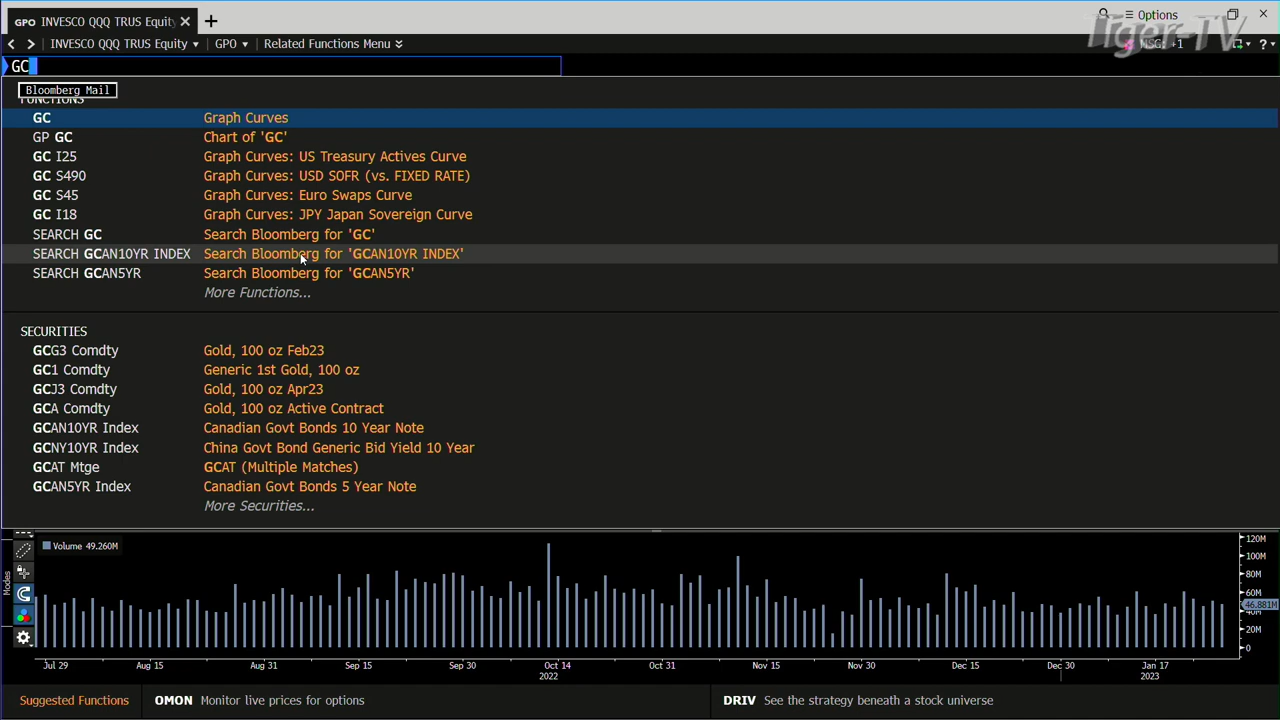 GPO INVESCO QQQ TRUS Equity
Options
Tiger-TV
INVESCO QQQ TRUS Equity GPO Related Functions Menu
MSG: +1
?
GC
Bloomberg Mail
FUNCTIONS
GC Graph Curves
GP GC Chart of 'GC'
GC I25 Graph Curves: US Treasury Actives Curve
GC S490 Graph Curves: USD SOFR (vs. FIXED RATE)
GC S45 Graph Curves: Euro Swaps Curve
GC I18 Graph Curves: JPY Japan Sovereign Curve
SEARCH GC Search Bloomberg for 'GC'
SEARCH GCAN10YR INDEX Search Bloomberg for 'GCAN10YR INDEX'
SEARCH GCAN5YR Search Bloomberg for 'GCAN5YR'
More Functions...
SECURITIES
GCG3 Comdty Gold, 100 oz Feb23
GC1 Comdty Generic 1st Gold, 100 oz
GCJ3 Comdty Gold, 100 oz Apr23
GCA Comdty Gold, 100 oz Active Contract
GCAN10YR Index Canadian Govt Bonds 10 Year Note
GCNY10YR Index China Govt Bond Generic Bid Yield 10 Year
GCAT Mtge GCAT (Multiple Matches)
GCAN5YR Index Canadian Govt Bonds 5 Year Note
More Securities...
Modes
Volume 49.260M
120M
100M
80M
60M
46.881M
40M
20M
0
Jul 29 Aug 15 Aug 31 Sep 15 Sep 30 Oct 14 Oct 31 Nov 15 Nov 30 Dec 15 Dec 30 Jan 17
2022 2023
Suggested Functions OMON Monitor live prices for options DRIV See the strategy beneath a stock universe